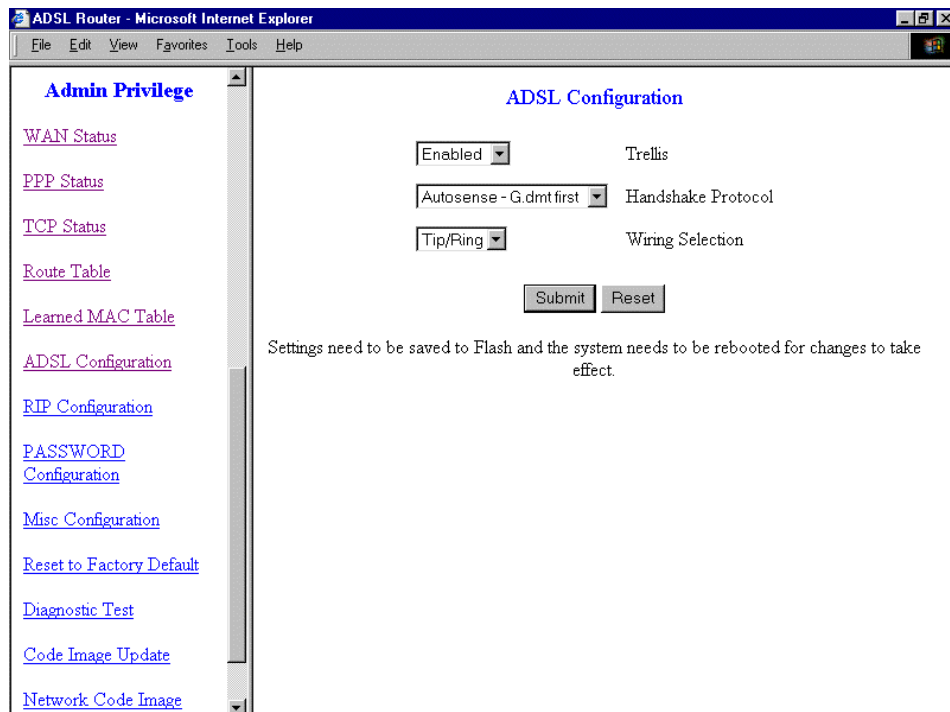 ADSL Router - Microsoft Internet Explorer
File Edit View Favorites Tools Help
Admin Privilege
WAN Status
PPP Status
TCP Status
Route Table
Learned MAC Table
ADSL Configuration
RIP Configuration
PASSWORD
Configuration
Misc Configuration
Reset to Factory Default
Diagnostic Test
Code Image Update
Network Code Image
ADSL Configuration
Enabled Trellis
Autosense - G.dmt first Handshake Protocol
Tip/Ring Wiring Selection
Submit Reset
Settings need to be saved to Flash and the system needs to be rebooted for changes to take
effect.